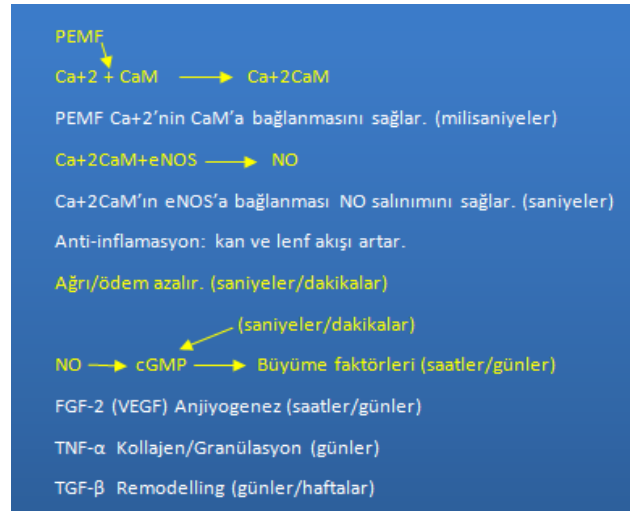 PEMF
Ca+2 + CaM → Ca+2CaM
PEMF Ca+2'nin CaM'a bağlanmasını sağlar. (milisaniyeler)
Ca+2CaM+eNOS → NO
Ca+2CaM'ın eNOS'a bağlanması NO salınımını sağlar. (saniyeler)
Anti-inflamasyon: kan ve lenf akışı artar.
Ağrı/ödem azalır. (saniyeler/dakikalar)
(saniyeler/dakikalar)
NO → cGMP → Büyüme faktörleri (saatler/günler)
FGF-2 (VEGF) Anjiyogenez (saatler/günler)
TNF-α Kollajen/Granülasyon (günler)
TGF-β Remodelling (günler/haftalar)